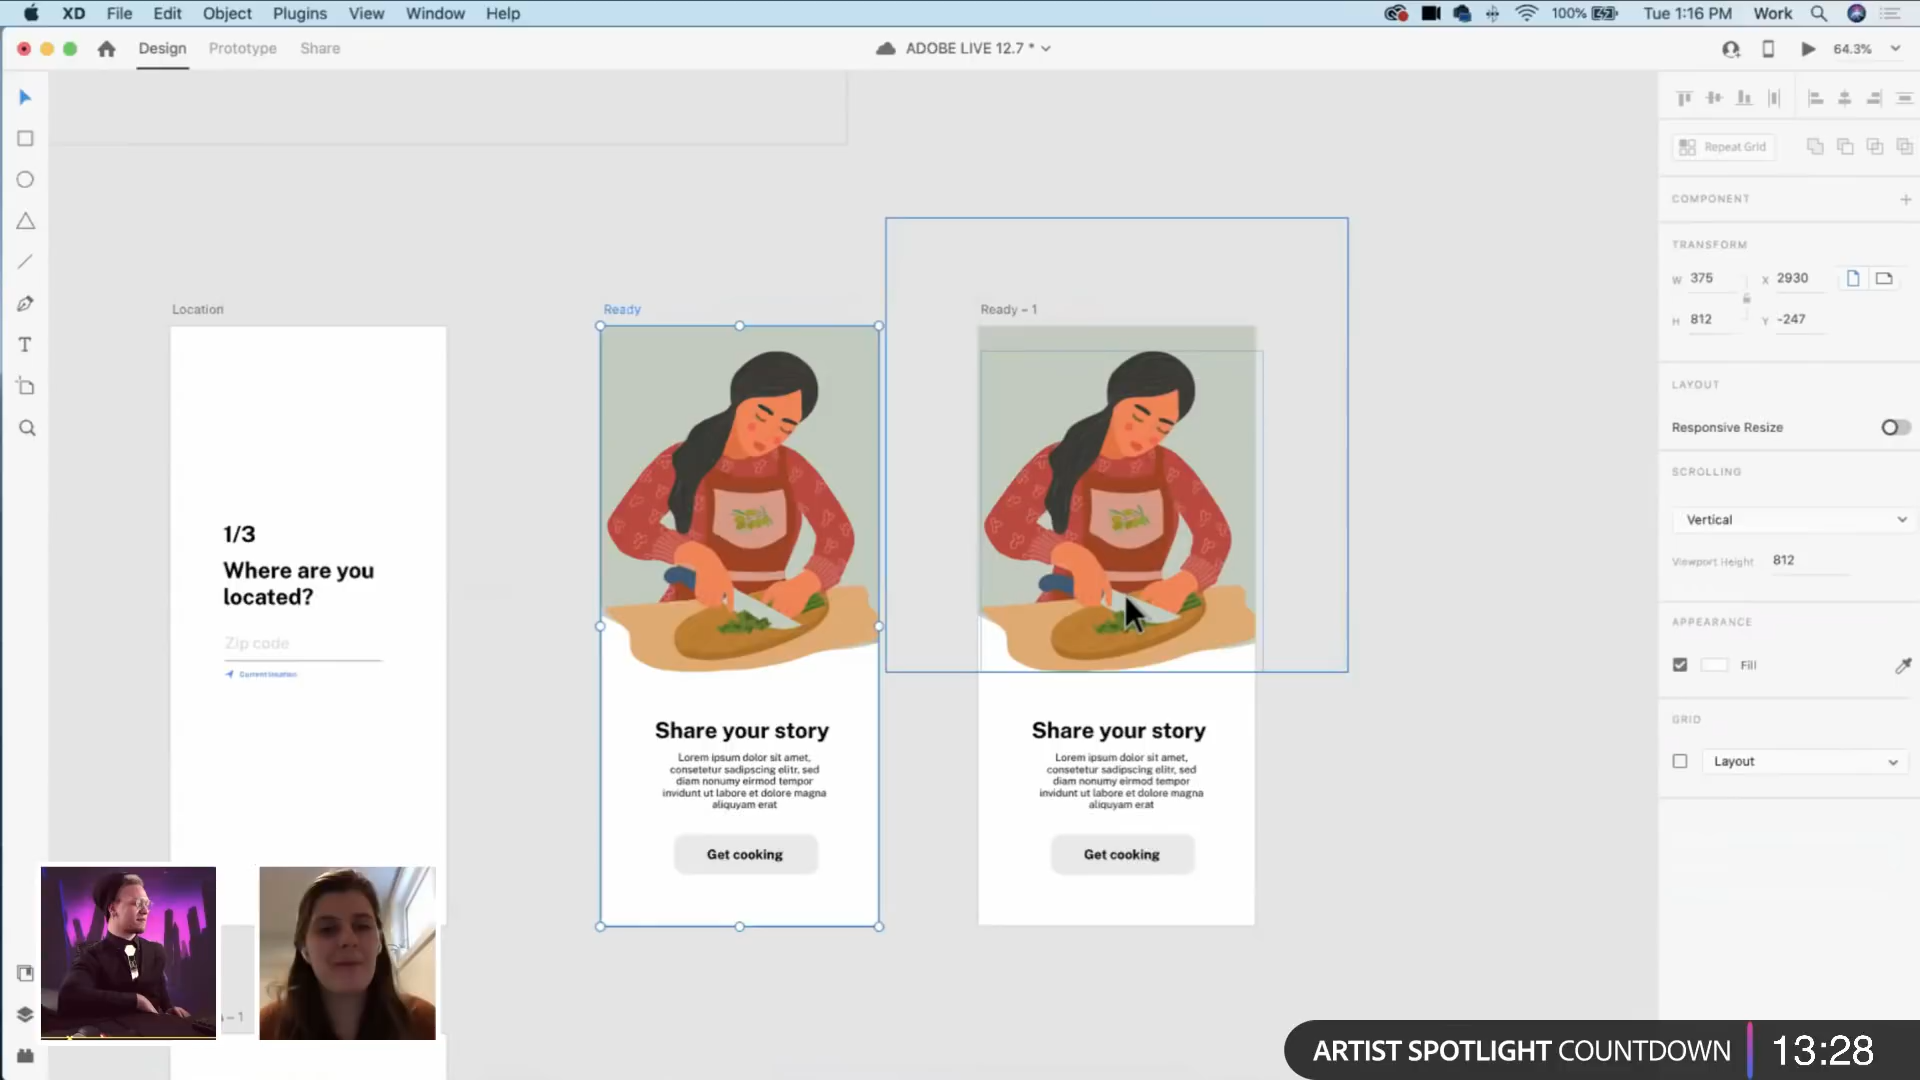 XD File Edit Object Plugins View Window Help 100% Tue 1:16 PM Work
Design Prototype Share ADOBE LIVE 12.7 * 64.3%
Repeat Grid
COMPONENT
TRANSFORM
W 375 X 2930
H 812 Y -247
LAYOUT
Responsive Resize
SCROLLING
Vertical
Viewport Height 812
APPEARANCE
Fill
GRID
Layout
Location
1/3
Where are you
located?
Zip code
Current location
Ready
Share your story
Lorem ipsum dolor sit amet,
consetetur sadipscing elitr, sed
diam nonumy eirmod tempor
invidunt ut labore et dolore magna
aliquyam erat
Get cooking
Ready – 1
Share your story
Lorem ipsum dolor sit amet,
consetetur sadipscing elitr, sed
diam nonumy eirmod tempor
invidunt ut labore et dolore magna
aliquyam erat
Get cooking
– 1
ARTIST SPOTLIGHT COUNTDOWN 13:28